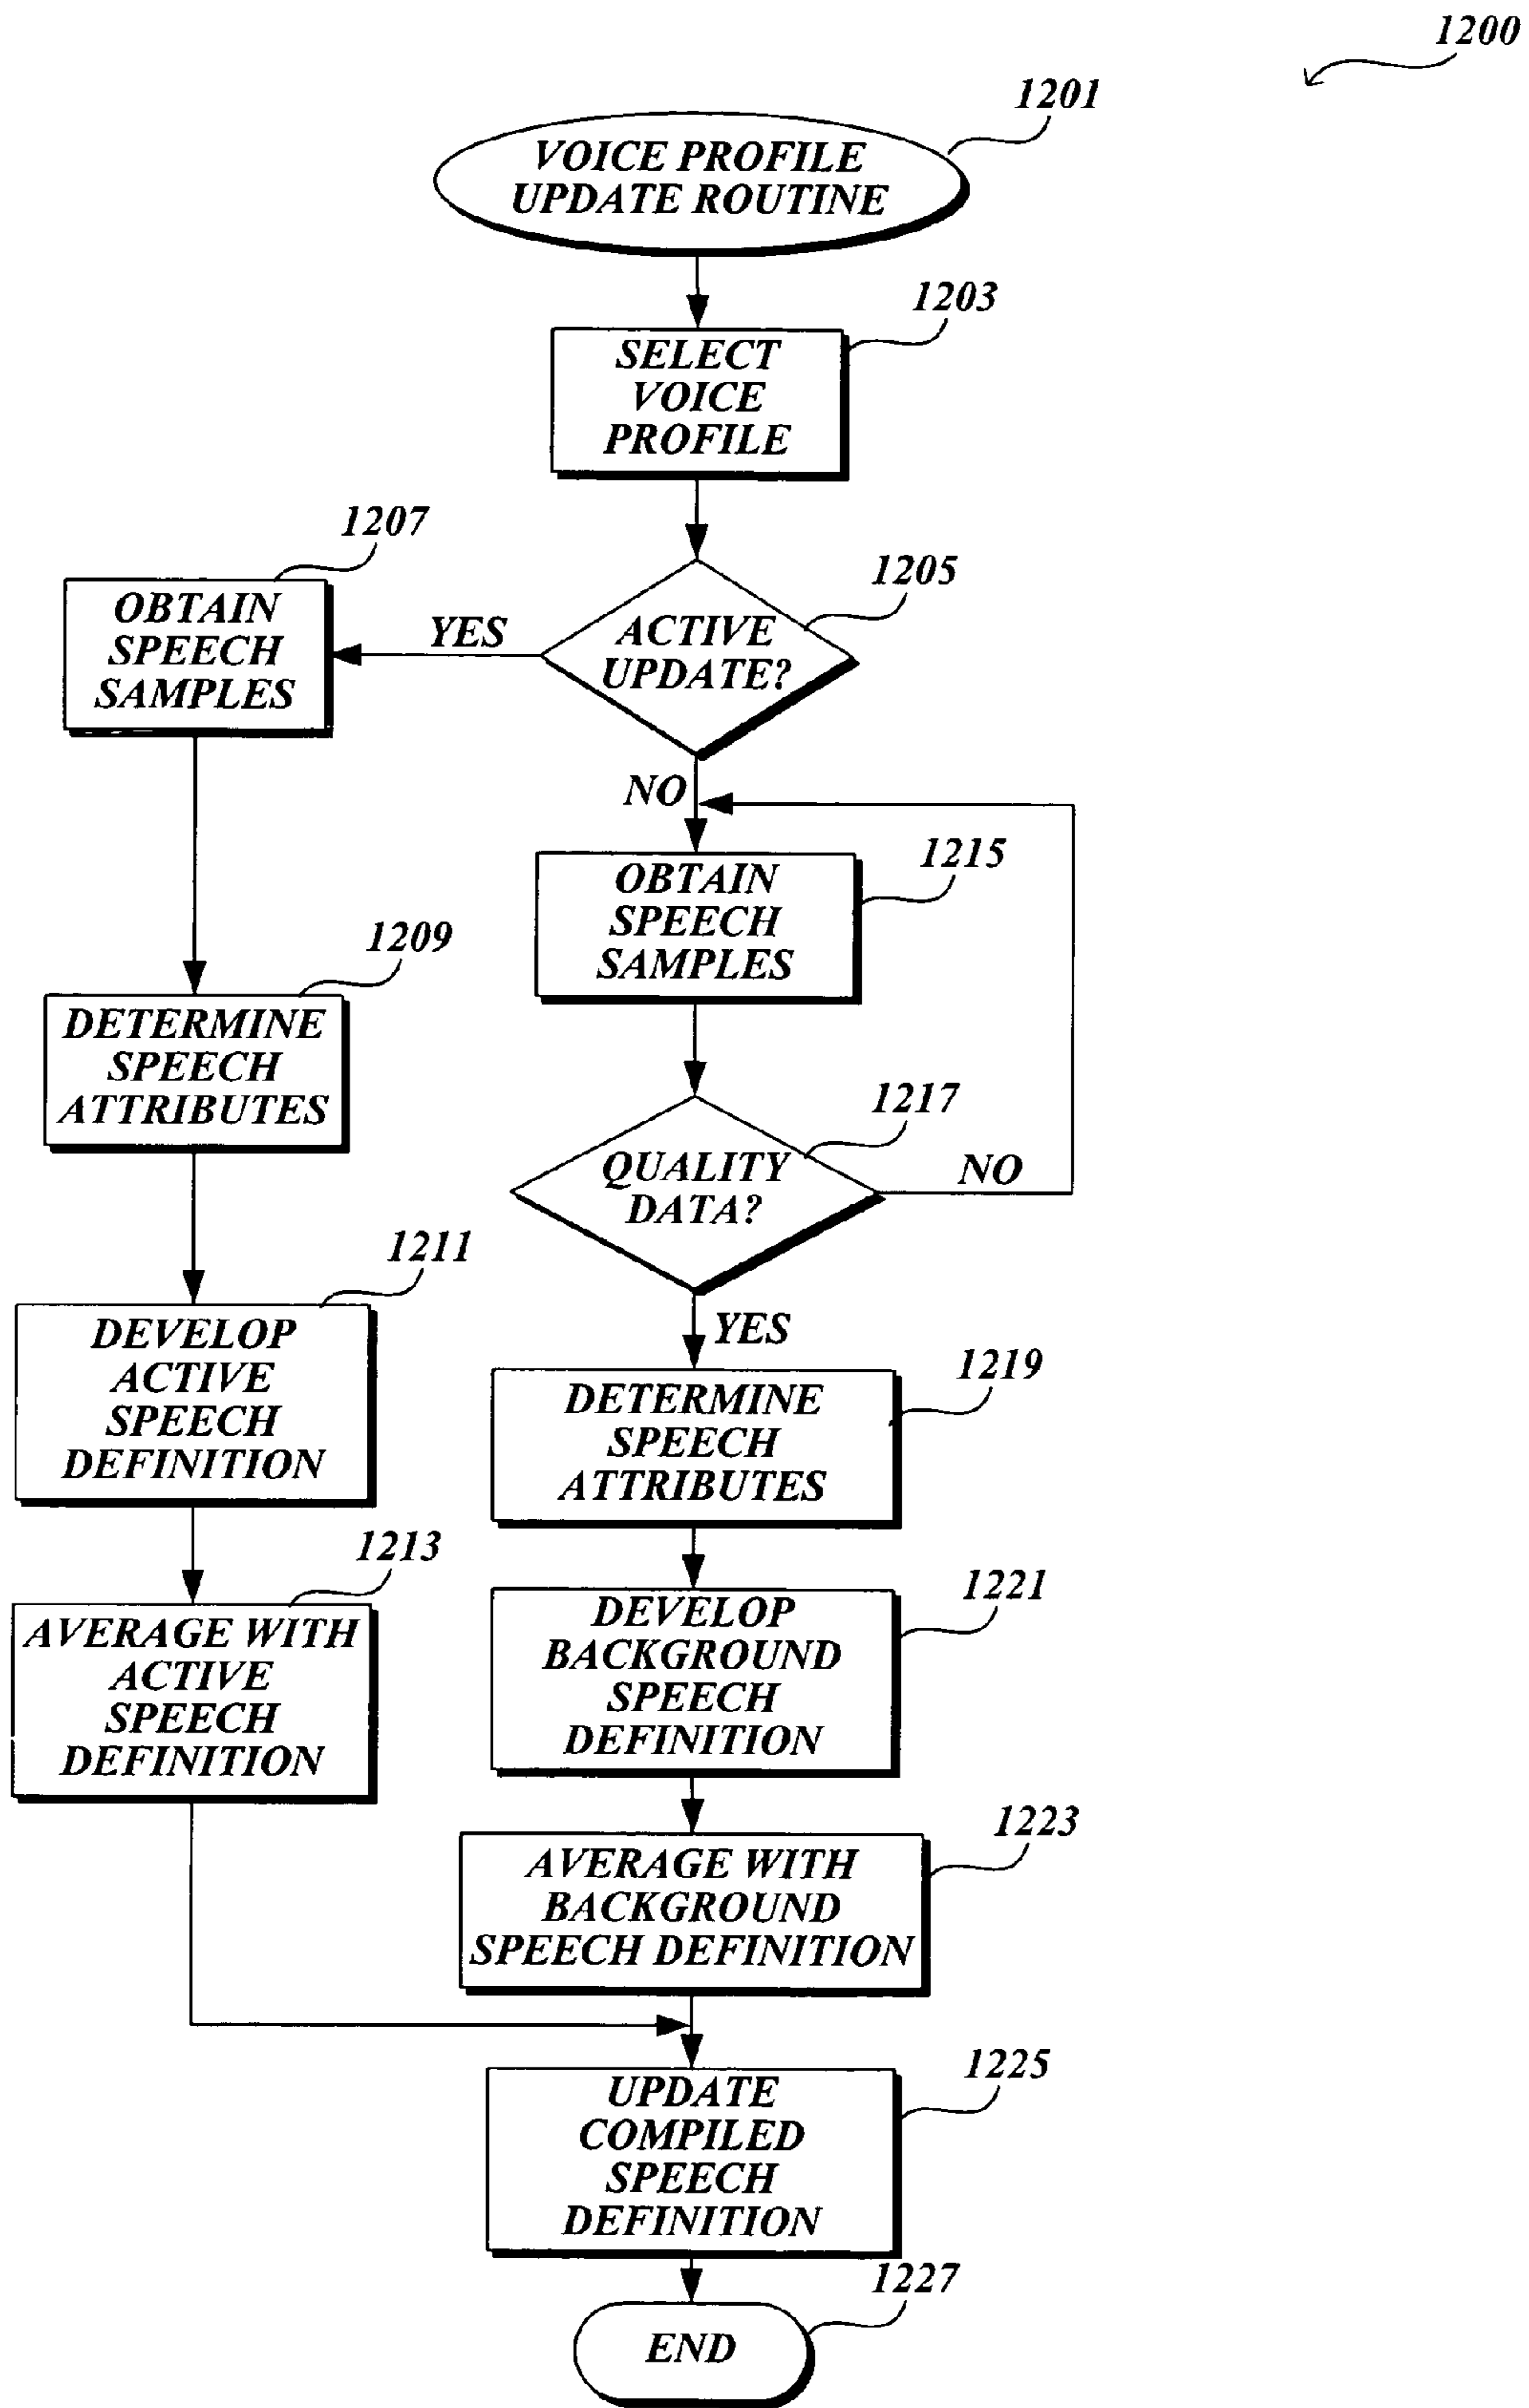 1200
1201
VOICE PROFILE
UPDATE ROUTINE
1203
SELECT
VOICE
PROFILE
1205
ACTIVE
UPDATE?
YES
1207
OBTAIN
SPEECH
SAMPLES
1209
DETERMINE
SPEECH
ATTRIBUTES
1211
DEVELOP
ACTIVE
SPEECH
DEFINITION
1213
AVERAGE WITH
ACTIVE
SPEECH
DEFINITION
NO
1215
OBTAIN
SPEECH
SAMPLES
1217
QUALITY
DATA?
NO
YES
1219
DETERMINE
SPEECH
ATTRIBUTES
1221
DEVELOP
BACKGROUND
SPEECH
DEFINITION
1223
AVERAGE WITH
BACKGROUND
SPEECH DEFINITION
1225
UPDATE
COMPILED
SPEECH
DEFINITION
1227
END